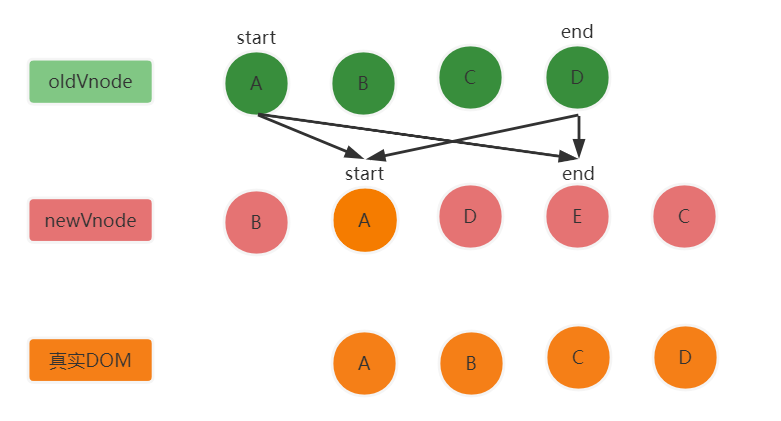 start end
oldVnode A B C D
start end
newVnode B A D E C
真实DOM A B C D